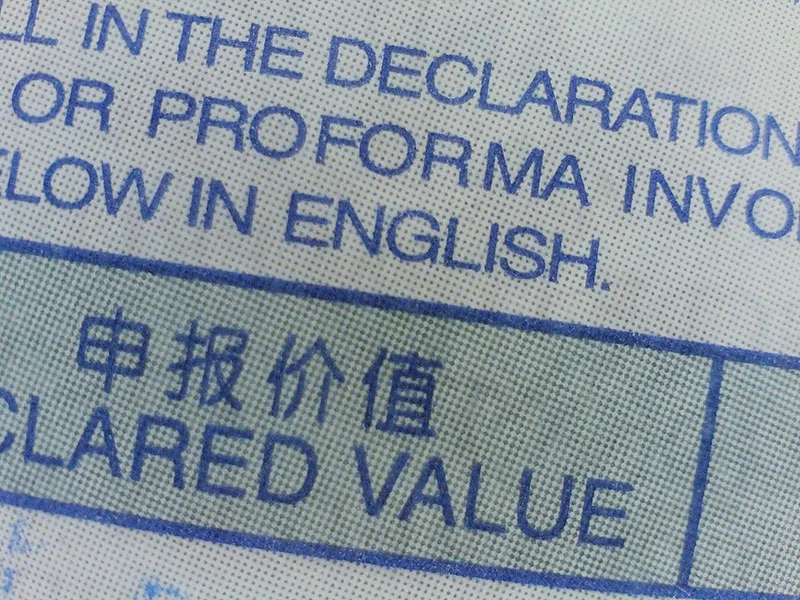 LL IN THE DECLARATION
OR PROFORMA INVO
ELOW IN ENGLISH.
申报价值
CLARED VALUE